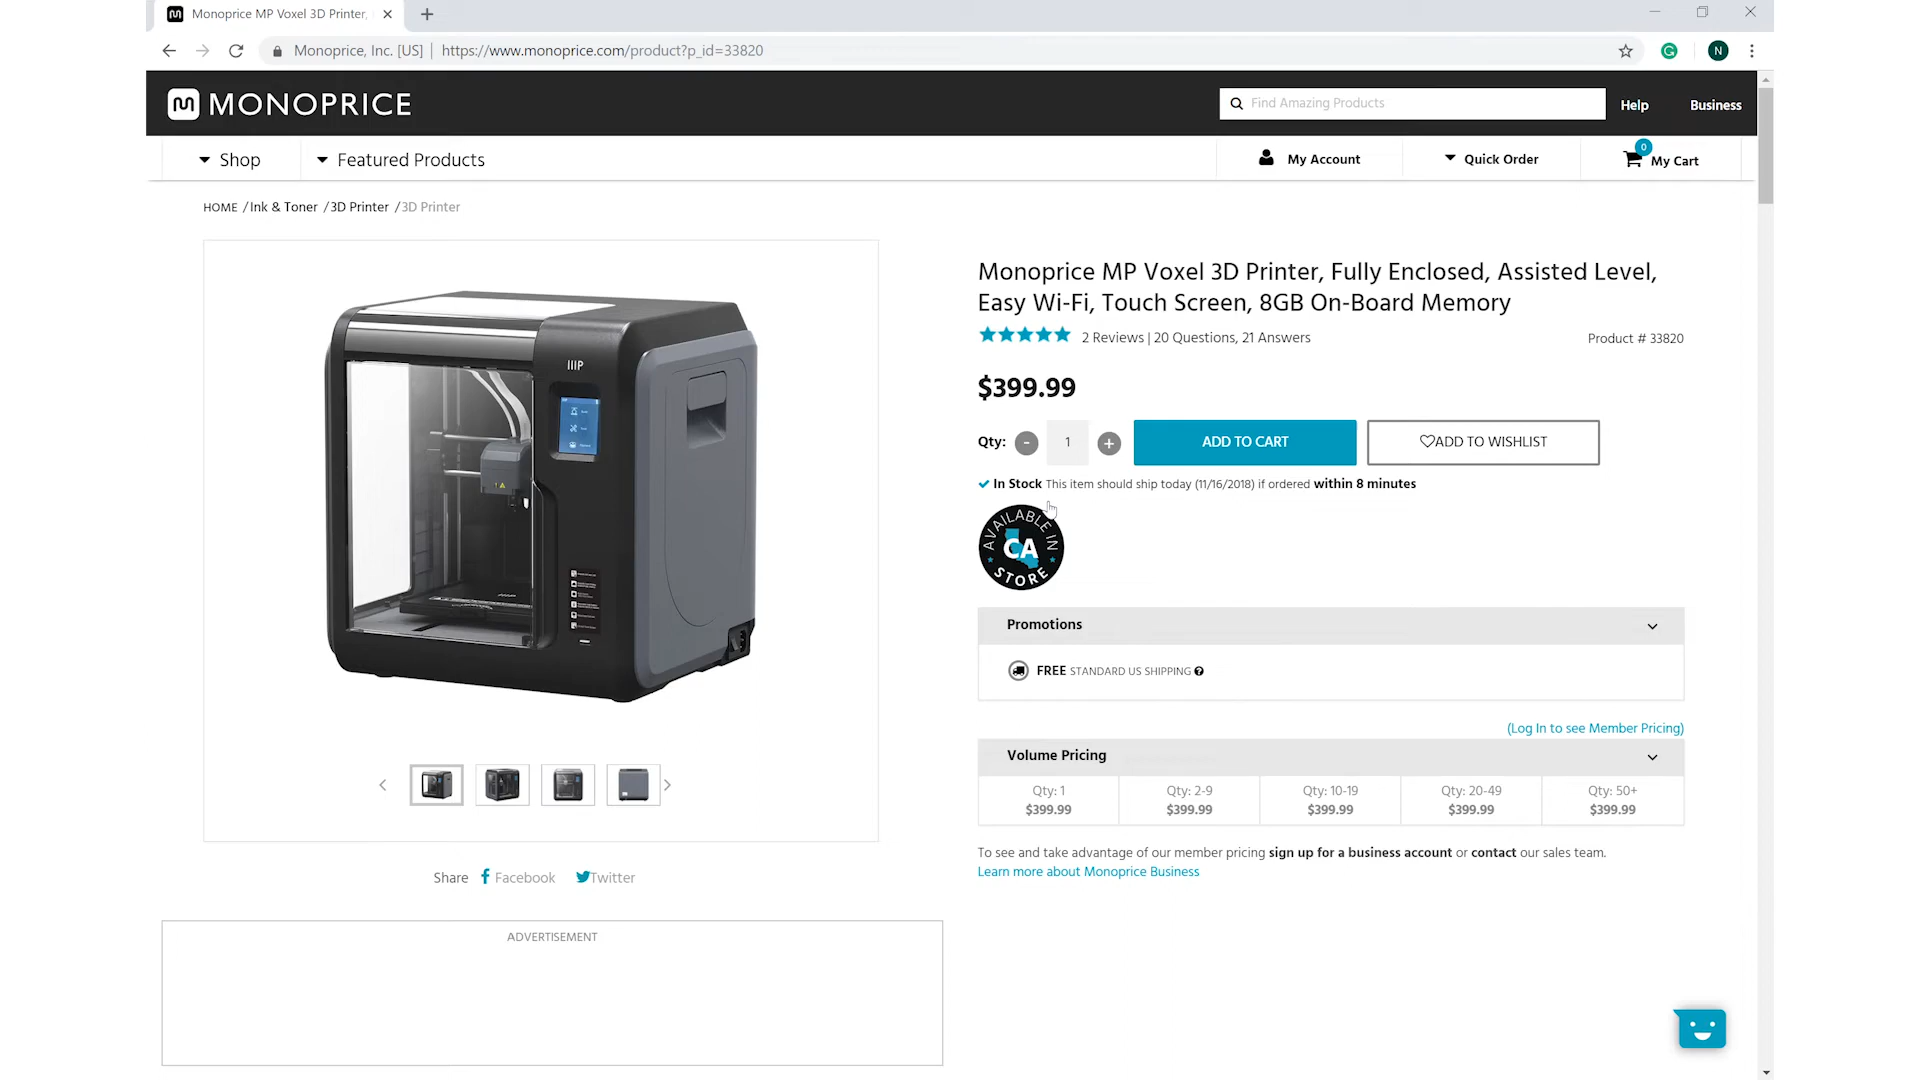 Monoprice MP Voxel 3D Printer,
Monoprice, Inc. [US] | https://www.monoprice.com/product?p_id=33820
N
MONOPRICE
Find Amazing Products
Help
Business
Shop
Featured Products
My Account
Quick Order
0
My Cart
HOME /Ink & Toner /3D Printer /3D Printer
Monoprice MP Voxel 3D Printer, Fully Enclosed, Assisted Level,
Easy Wi-Fi, Touch Screen, 8GB On-Board Memory
2 Reviews | 20 Questions, 21 Answers
Product # 33820
$399.99
Qty: - 1 +
ADD TO CART
ADD TO WISHLIST
In Stock This item should ship today (11/16/2018) if ordered within 8 minutes
AVAILABLE IN
CA
STORE
Promotions
FREE STANDARD US SHIPPING ?
(Log In to see Member Pricing)
Volume Pricing
Qty: 1 Qty: 2-9 Qty: 10-19 Qty: 20-49 Qty: 50+
$399.99 $399.99 $399.99 $399.99 $399.99
To see and take advantage of our member pricing sign up for a business account or contact our sales team.
Learn more about Monoprice Business
Share Facebook Twitter
ADVERTISEMENT